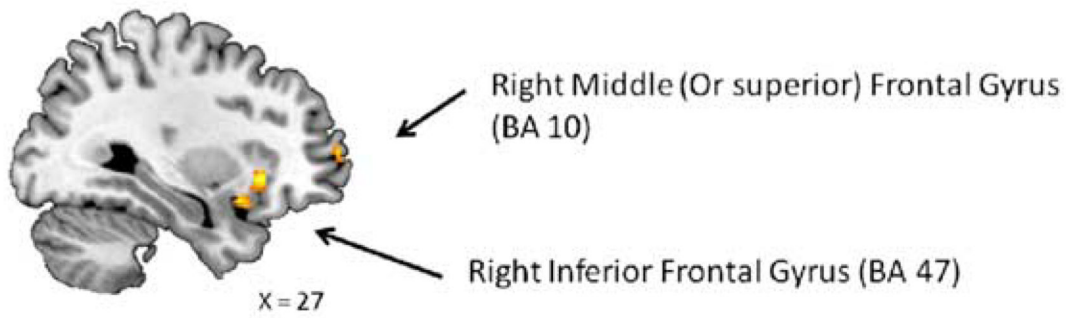 Right Middle (Or superior) Frontal Gyrus
(BA 10)
Right Inferior Frontal Gyrus (BA 47)
X = 27